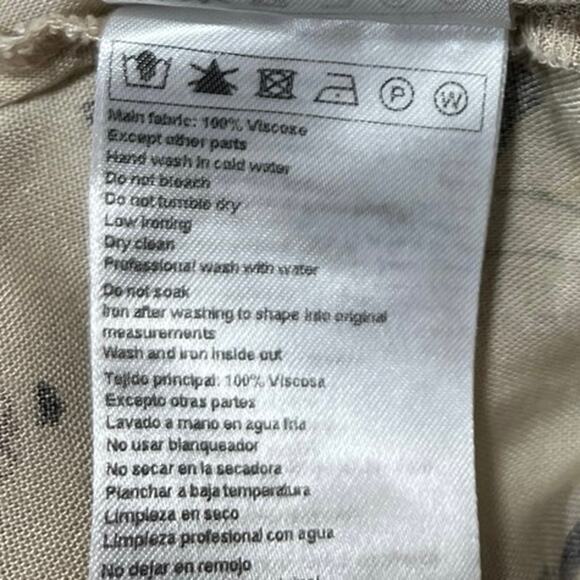 P W
Main fabric: 100% Viscose
Except other parts
Hand wash in cold water
Do not bleach
Do not tumble dry
Low ironing
Dry clean
Professional wash with water
Do not soak
Iron after washing to shape into original
measurements
Wash and iron inside out
Tejido principal: 100% Viscosa
Excepto otras partes
Lavado a mano en agua fría
No usar blanqueador
No secar en la secadora
Planchar a baja temperatura
Limpieza en seco
Limpieza profesional con agua
No dejar en remojo